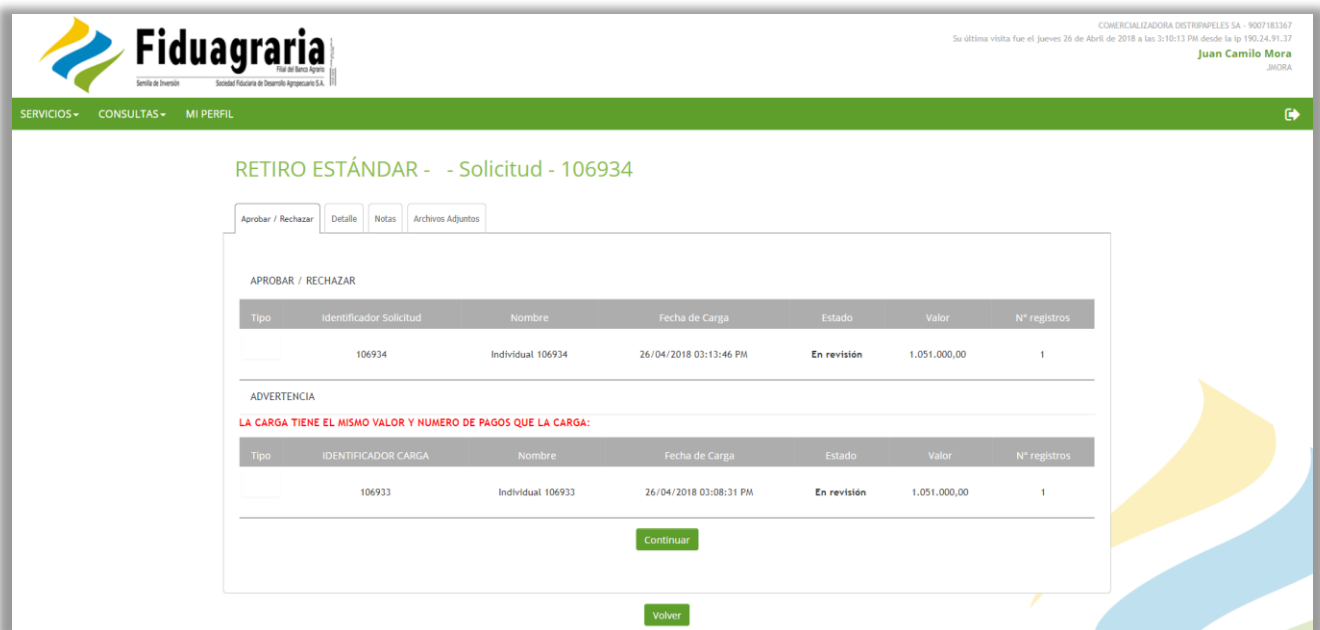 COMERCIALIZADORA DISTRIPAPELES SA - 9007183367
Su última visita fue el jueves 26 de Abril de 2018 a las 3:10:13 PM desde la ip 190.24.91.37
Juan Camilo Mora
JMORA
Fiduagraria
Filial del Banco Agrario
Semilla de Inversión Sociedad Fiduciaria de Desarrollo Agropecuario S.A.
SERVICIOS CONSULTAS MI PERFIL
RETIRO ESTÁNDAR - - Solicitud - 106934
Aprobar / Rechazar Detalle Notas Archivos Adjuntos
APROBAR / RECHAZAR
Tipo Identificador Solicitud Nombre Fecha de Carga Estado Valor N° registros
106934 Individual 106934 26/04/2018 03:13:46 PM En revisión 1.051.000,00 1
ADVERTENCIA
LA CARGA TIENE EL MISMO VALOR Y NUMERO DE PAGOS QUE LA CARGA:
Tipo IDENTIFICADOR CARGA Nombre Fecha de Carga Estado Valor N° registros
106933 Individual 106933 26/04/2018 03:08:31 PM En revisión 1.051.000,00 1
Continuar
Volver